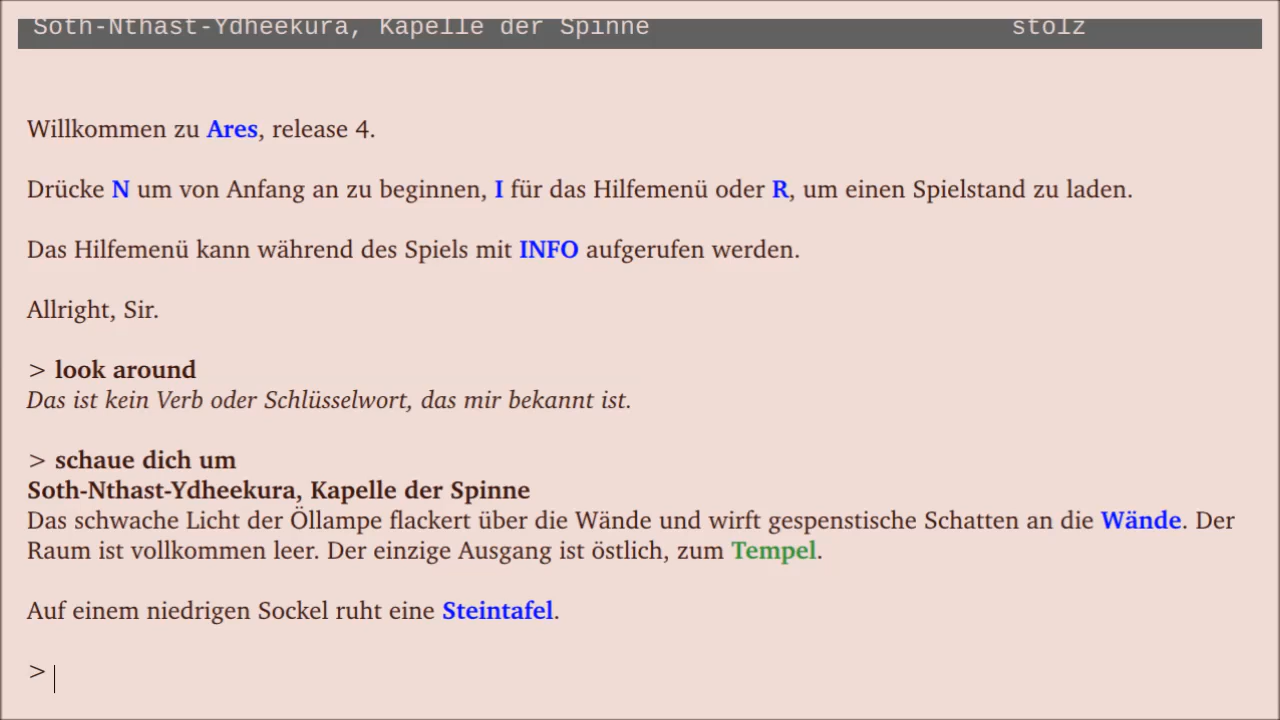 Soth-Nthast-Ydheekura, Kapelle der Spinne stolz
Willkommen zu Ares, release 4.
Drücke N um von Anfang an zu beginnen, I für das Hilfemenü oder R, um einen Spielstand zu laden.
Das Hilfemenü kann während des Spiels mit INFO aufgerufen werden.
Allright, Sir.
> look around
Das ist kein Verb oder Schlüsselwort, das mir bekannt ist.
> schaue dich um
Soth-Nthast-Ydheekura, Kapelle der Spinne
Das schwache Licht der Öllampe flackert über die Wände und wirft gespenstische Schatten an die Wände. Der
Raum ist vollkommen leer. Der einzige Ausgang ist östlich, zum Tempel.
Auf einem niedrigen Sockel ruht eine Steintafel.
>